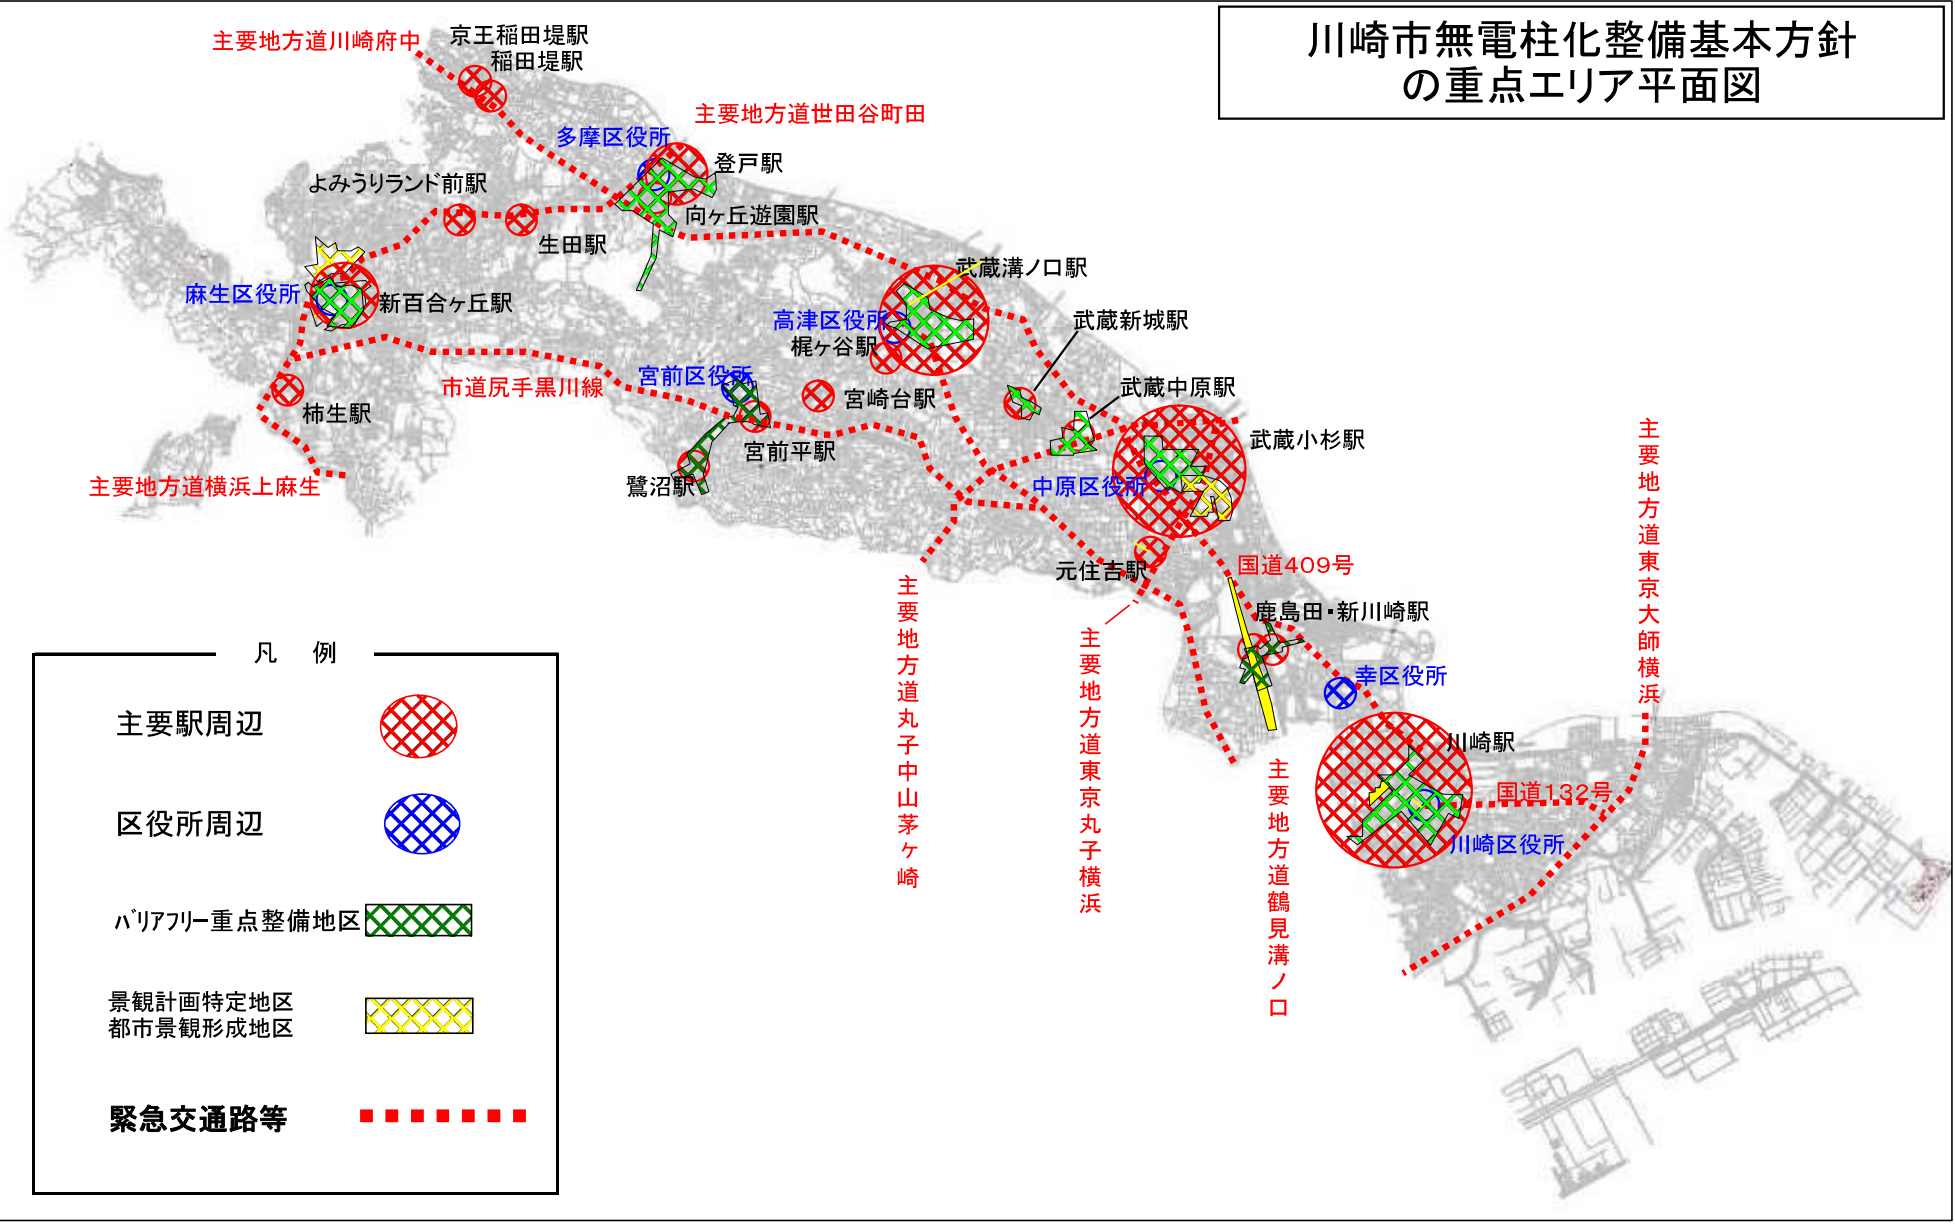 川崎市無電柱化整備基本方針
の重点エリア平面図
主要地方道川崎府中
京王稲田堤駅
稲田堤駅
主要地方道世田谷町田
多摩区役所
登戸駅
よみうりランド前駅
向ヶ丘遊園駅
生田駅
武蔵溝ノ口駅
麻生区役所
新百合ヶ丘駅
高津区役所
武蔵新城駅
梶ヶ谷駅
宮前区役所
市道尻手黒川線
武蔵中原駅
宮崎台駅
柿生駅
宮前平駅
武蔵小杉駅
鷺沼駅
主要地方道横浜上麻生
中原区役所
元住吉駅
国道409号
鹿島田・新川崎駅
幸区役所
川崎駅
国道132号
川崎区役所
主要地方道丸子中山茅ヶ崎
主要地方道東京丸子横浜
主要地方道鶴見溝ノ口
主要地方道東京大師横浜
凡 例
主要駅周辺
区役所周辺
バリアフリー重点整備地区
景観計画特定地区
都市景観形成地区
緊急交通路等